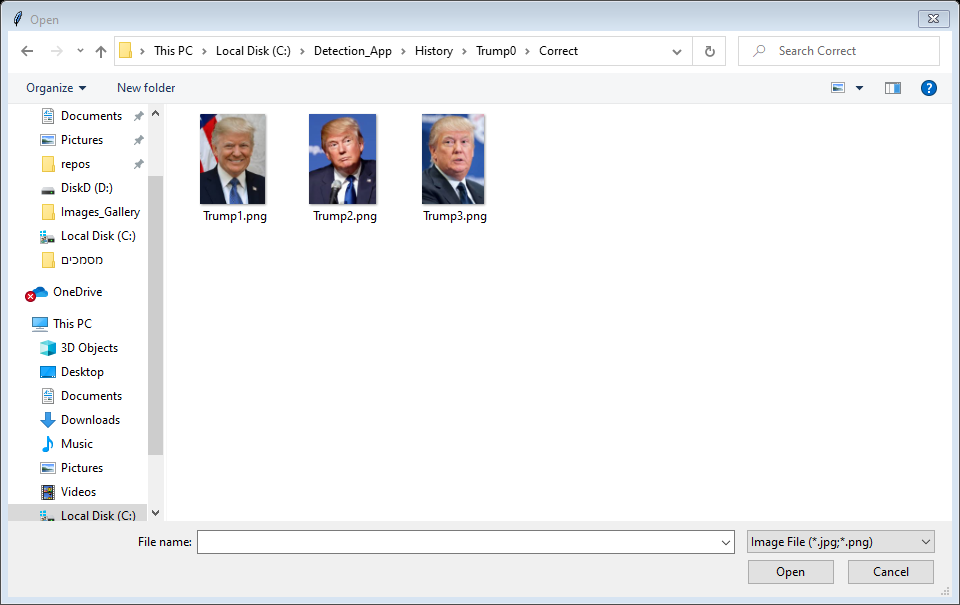 Open
This PC > Local Disk (C:) > Detection_App > History > Trump0 > Correct
Search Correct
Organize
New folder
Documents
Pictures
repos
DiskD (D:)
Images_Gallery
Local Disk (C:)
מסמכים
OneDrive
This PC
3D Objects
Desktop
Documents
Downloads
Music
Pictures
Videos
Local Disk (C:)
Trump1.png
Trump2.png
Trump3.png
File name:
Image File (*.jpg;*.png)
Open
Cancel